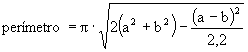 perímetro = π · √(2(a² + b²) − (a − b)² / 2,2)